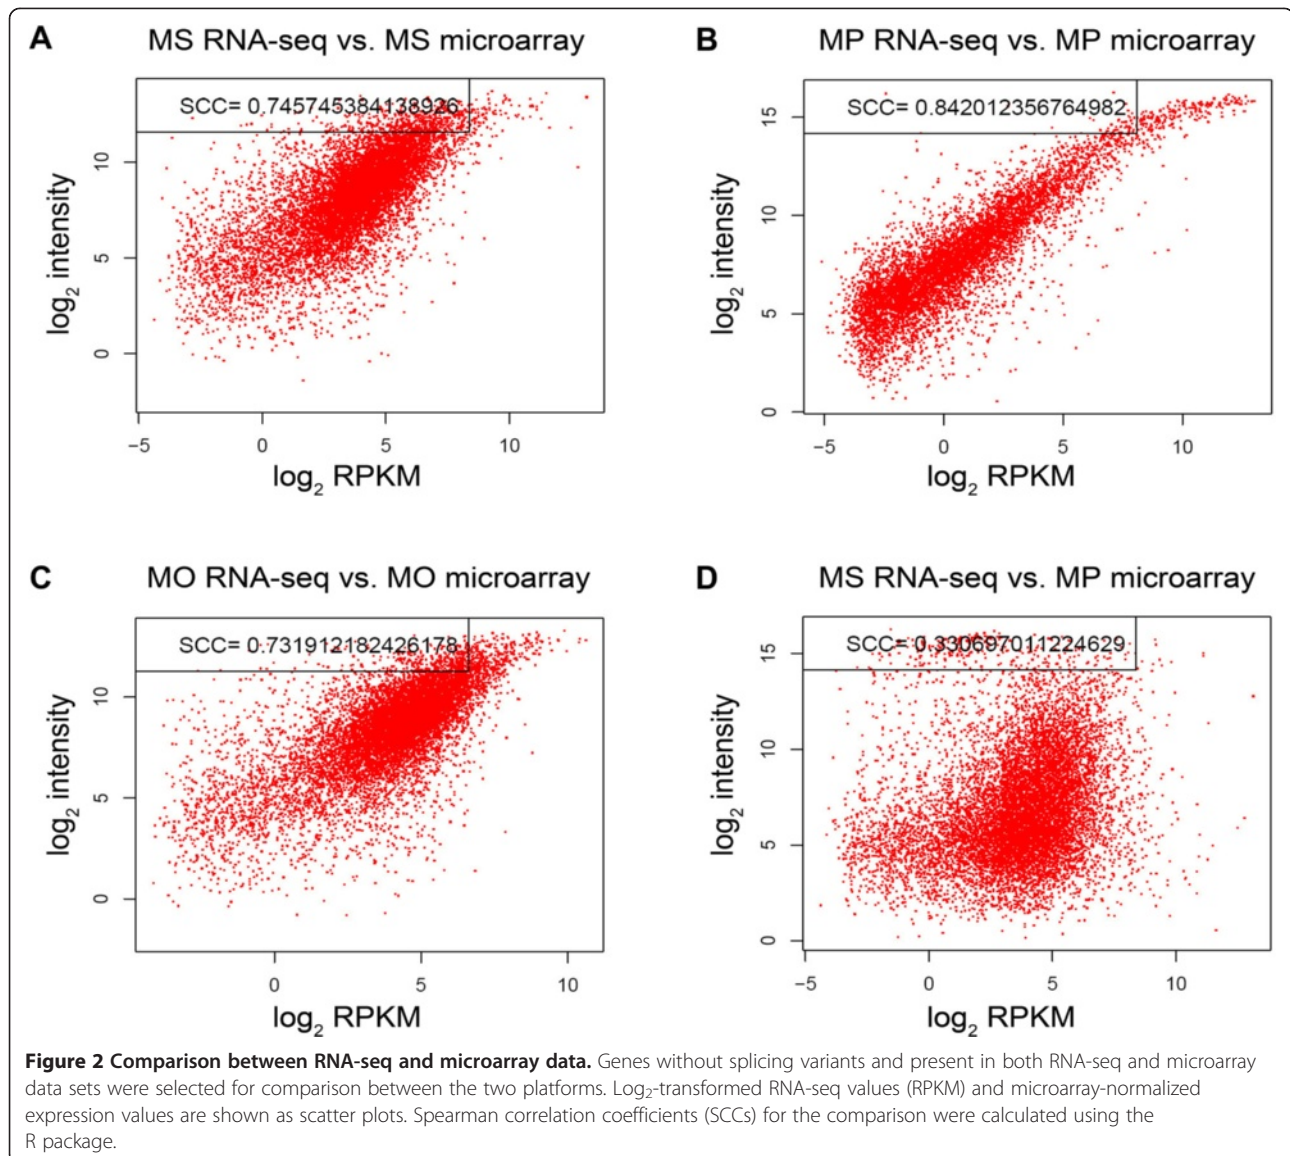 A MS RNA-seq vs. MS microarray
SCC= 0.745745384138926
log₂ intensity
0 5 10
−5 0 5 10
log₂ RPKM
B MP RNA-seq vs. MP microarray
SCC= 0.842012356764982
log₂ intensity
0 5 10 15
−5 0 5 10
log₂ RPKM
C MO RNA-seq vs. MO microarray
SCC= 0.731912182426178
log₂ intensity
0 5 10
0 5 10
log₂ RPKM
D MS RNA-seq vs. MP microarray
SCC= 0.330697011224629
log₂ intensity
0 5 10 15
−5 0 5 10
log₂ RPKM
Figure 2 Comparison between RNA-seq and microarray data. Genes without splicing variants and present in both RNA-seq and microarray
data sets were selected for comparison between the two platforms. Log₂-transformed RNA-seq values (RPKM) and microarray-normalized
expression values are shown as scatter plots. Spearman correlation coefficients (SCCs) for the comparison were calculated using the
R package.